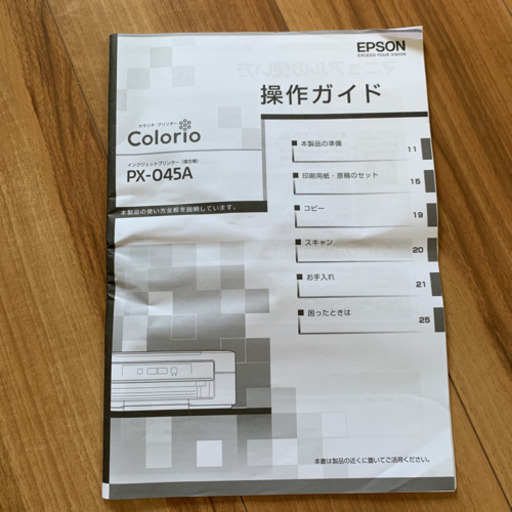 EPSON
EXCEED YOUR VISION
操作ガイド
カラリオ・プリンター
Colorio
インクジェットプリンター（複合機）
PX-045A
本製品の使い方全般を説明しています。
■ 本製品の準備 11
■ 印刷用紙・原稿のセット 15
■ コピー 19
■ スキャン 20
■ お手入れ 21
■ 困ったときは 25
本書は製品の近くに置いてご活用ください。